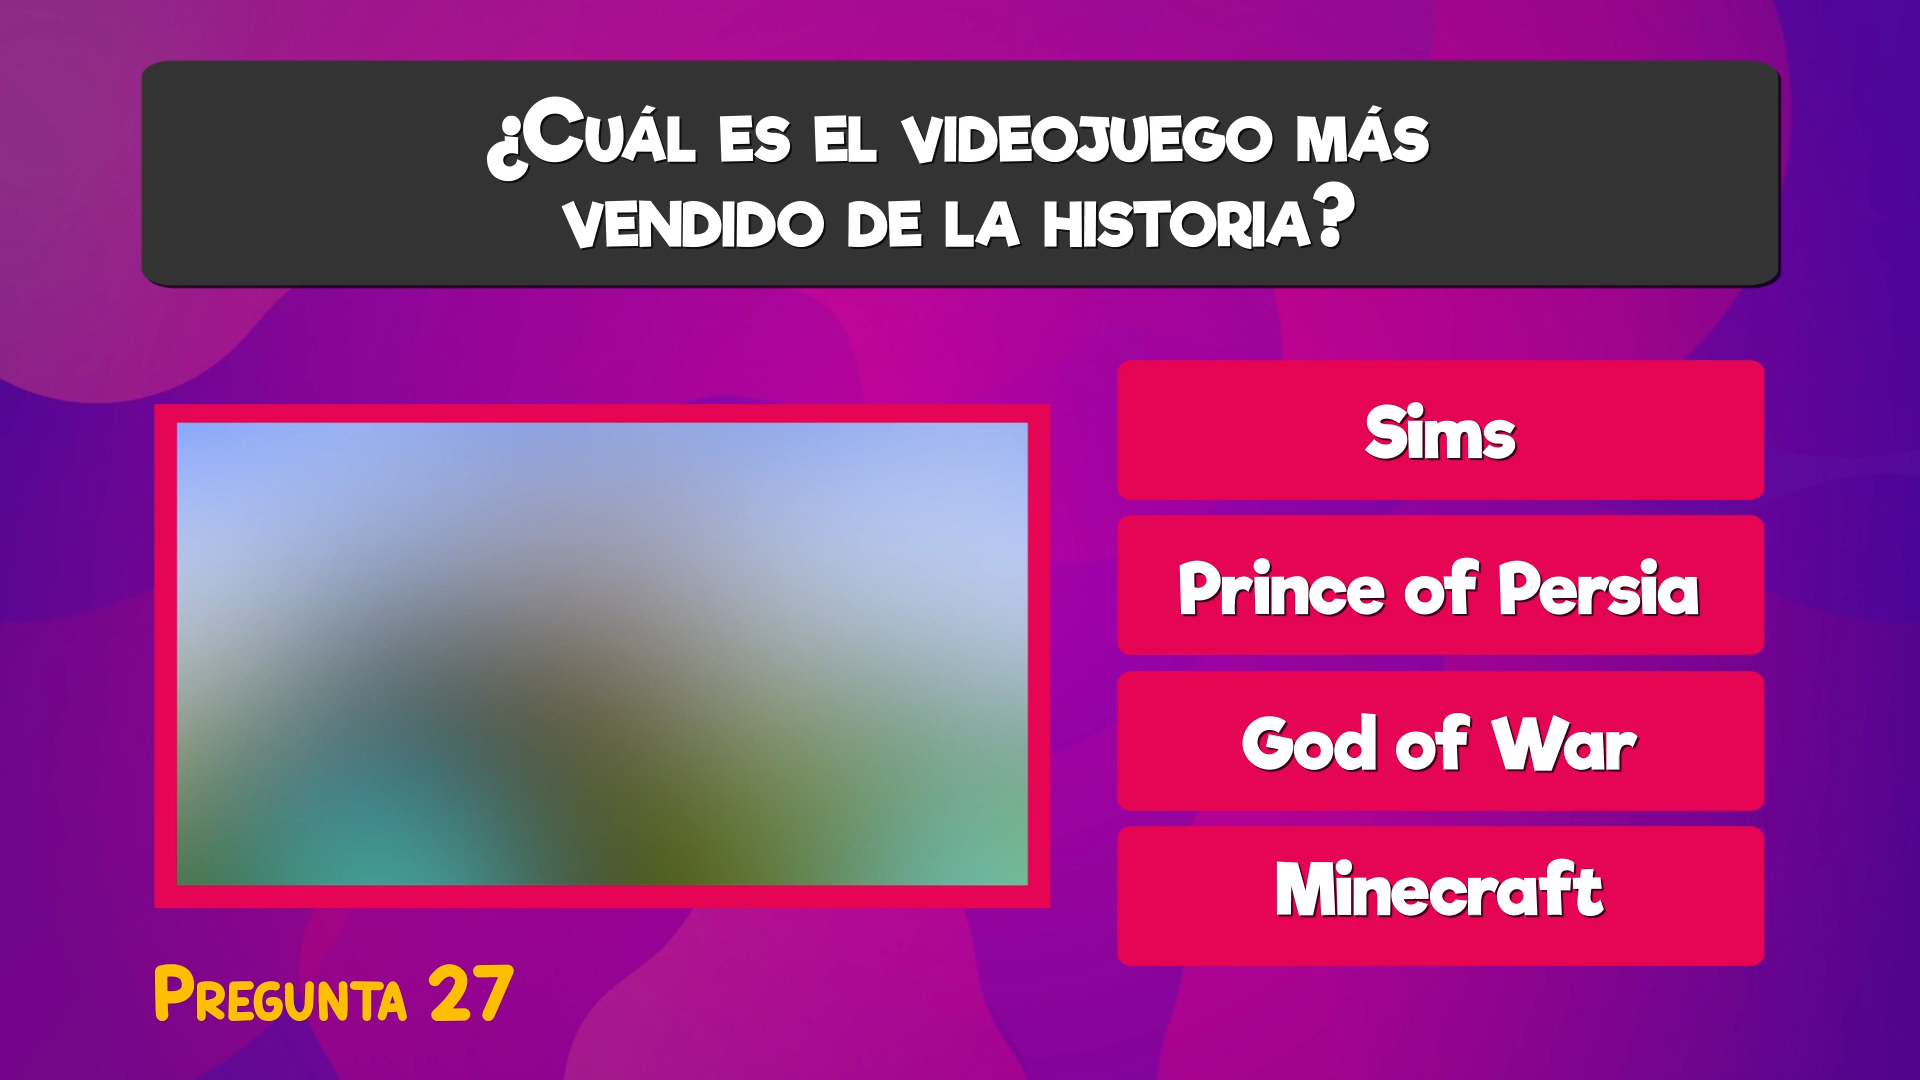 ¿Cuál es el videojuego más
vendido de la historia?
Sims
Prince of Persia
God of War
Minecraft
Pregunta 27